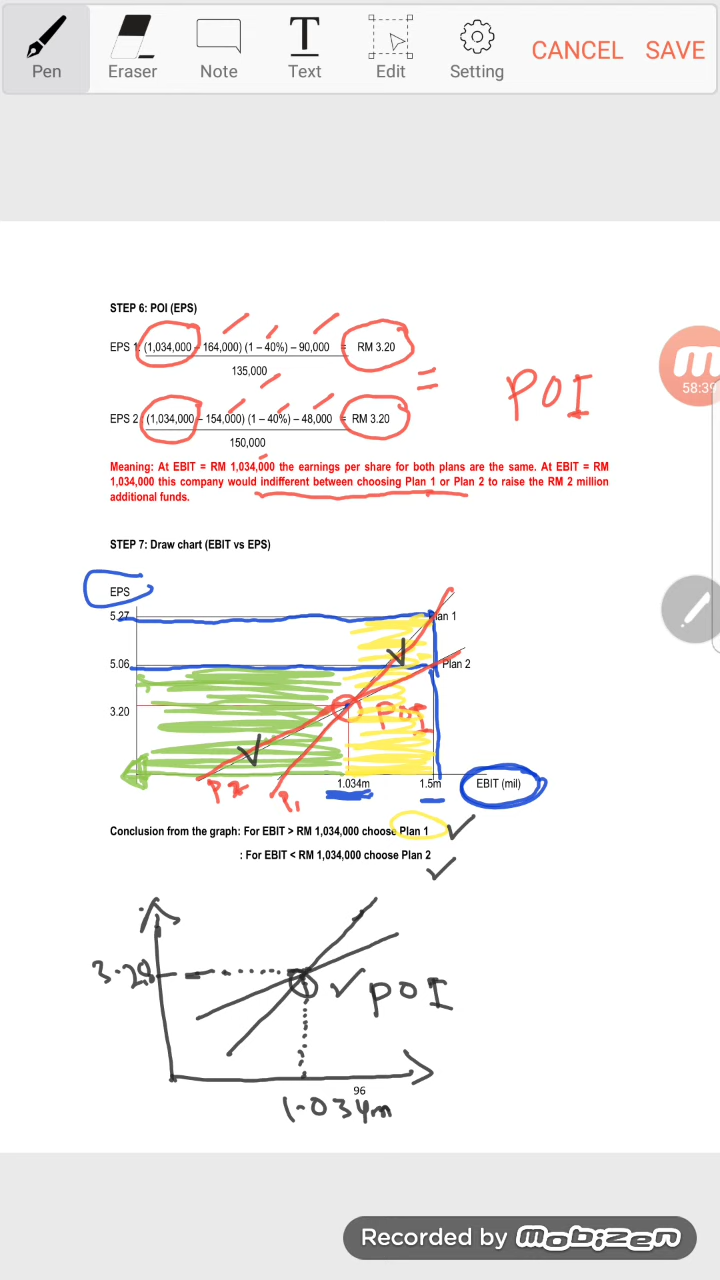 Pen Eraser Note Text Edit Setting CANCEL SAVE
STEP 6: POI (EPS)
EPS 1: (1,034,000 – 164,000) (1 – 40%) – 90,000 = RM 3.20
135,000
58:39
POI
EPS 2 (1,034,000 – 154,000) (1 – 40%) – 48,000 = RM 3.20
150,000
Meaning: At EBIT = RM 1,034,000 the earnings per share for both plans are the same. At EBIT = RM
1,034,000 this company would indifferent between choosing Plan 1 or Plan 2 to raise the RM 2 million
additional funds.
STEP 7: Draw chart (EBIT vs EPS)
EPS
5.27
Plan 1
5.06
Plan 2
3.20
POI
P2 P1
1.034m 1.5m EBIT (mil)
Conclusion from the graph: For EBIT > RM 1,034,000 choose Plan 1
: For EBIT < RM 1,034,000 choose Plan 2
3.28
POI
96
1.034m
Recorded by mobizen